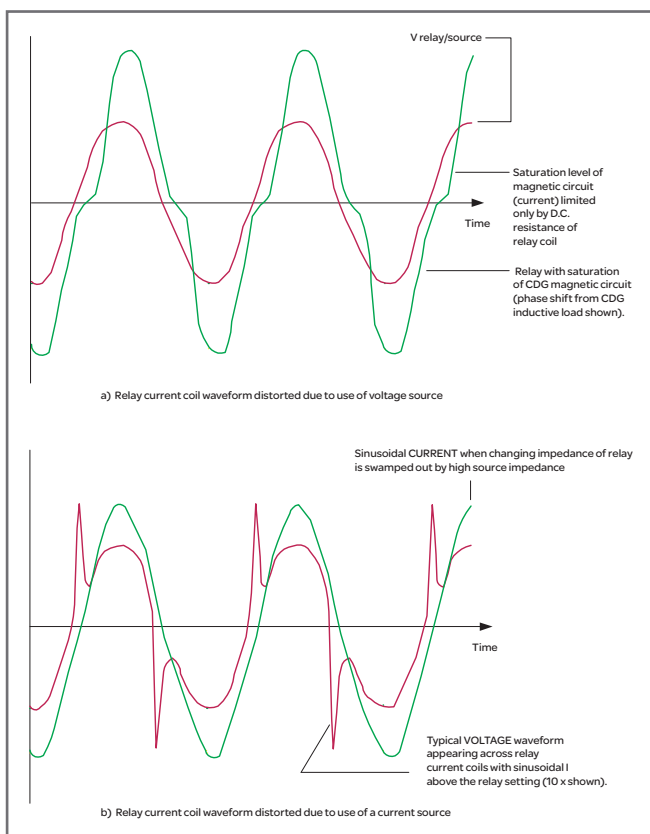 V relay/source
Saturation level of
magnetic circuit
(current) limited
only by D.C.
resistance of
relay coil
Time
Relay with saturation
of CDG magnetic circuit
(phase shift from CDG
inductive load shown).
a) Relay current coil waveform distorted due to use of voltage source
Sinusoidal CURRENT when changing impedance of relay
is swamped out by high source impedance
Time
Typical VOLTAGE waveform
appearing across relay
current coils with sinusoidal I
above the relay setting (10 x shown).
b) Relay current coil waveform distorted due to use of a current source